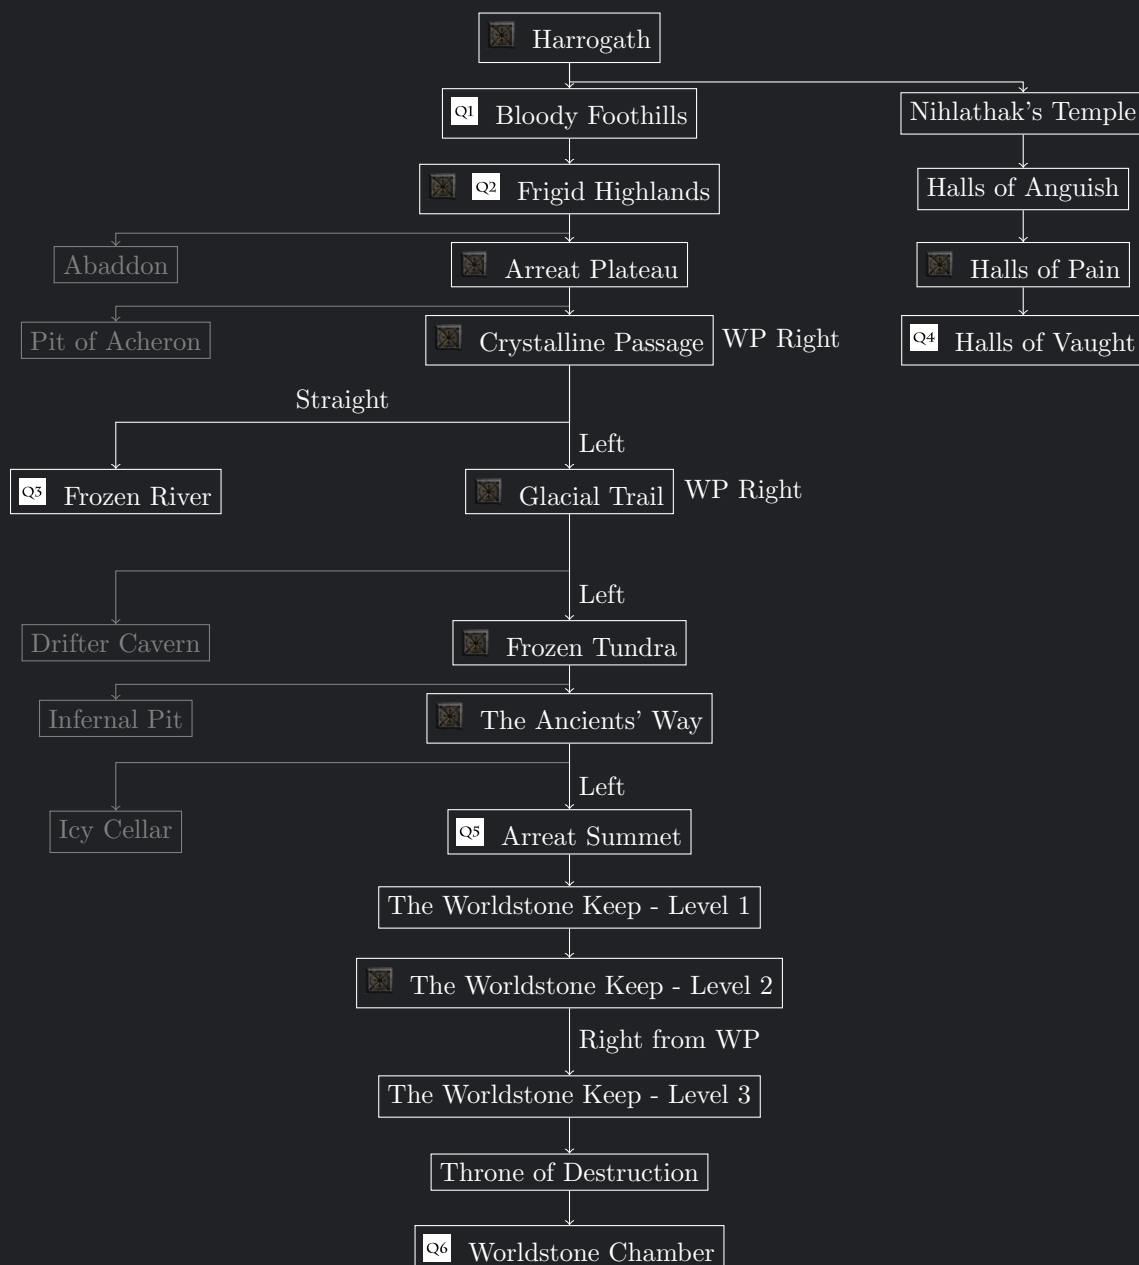 Harrogath
Q1 Bloody Foothills
Nihlathak's Temple
Q2 Frigid Highlands
Halls of Anguish
Abaddon
Arreat Plateau
Halls of Pain
Pit of Acheron
Crystalline Passage
WP Right
Q4 Halls of Vaught
Straight
Left
Q3 Frozen River
Glacial Trail
WP Right
Left
Drifter Cavern
Frozen Tundra
Infernal Pit
The Ancients' Way
Left
Icy Cellar
Q5 Arreat Summet
The Worldstone Keep - Level 1
The Worldstone Keep - Level 2
Right from WP
The Worldstone Keep - Level 3
Throne of Destruction
Q6 Worldstone Chamber